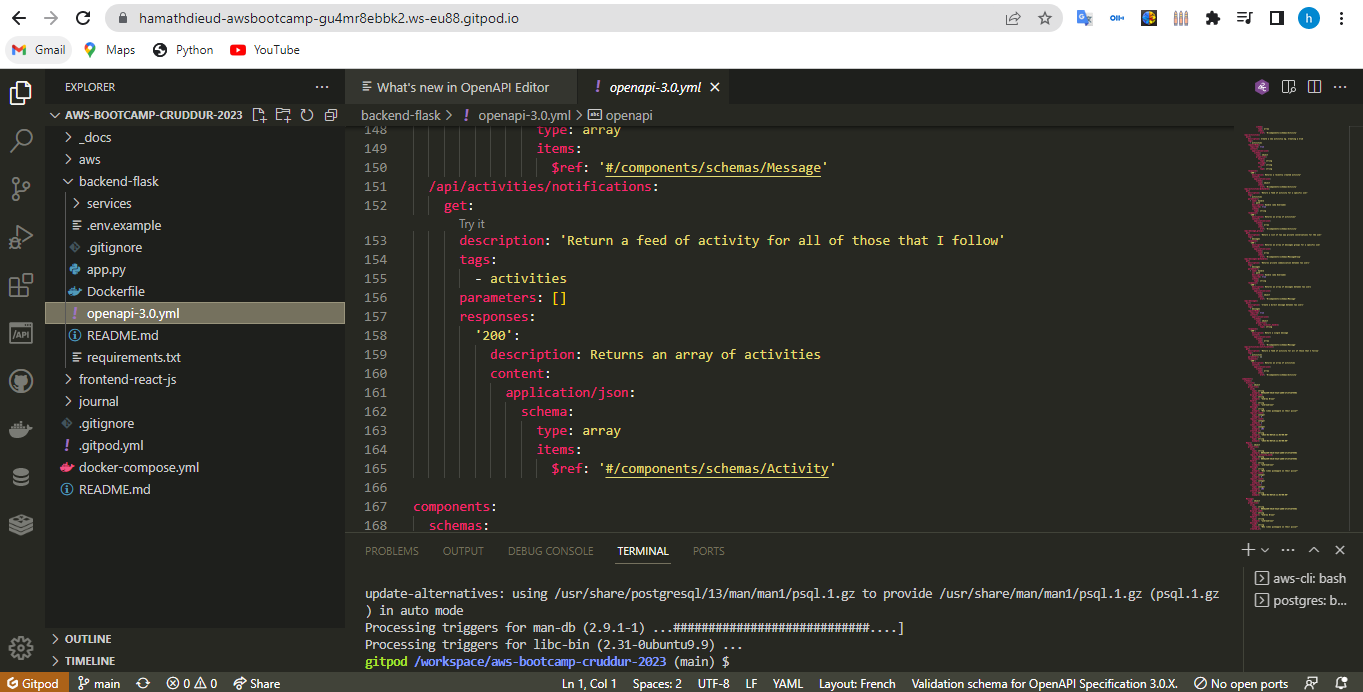 hamathdieud-awsbootcamp-gu4mr8ebbk2.ws-eu88.gitpod.io
h
Gmail Maps Python YouTube
EXPLORER
What's new in OpenAPI Editor
! openapi-3.0.yml
AWS-BOOTCAMP-CRUDDUR-2023
backend-flask > ! openapi-3.0.yml > openapi
_docs
aws
backend-flask
services
.env.example
.gitignore
app.py
Dockerfile
! openapi-3.0.yml
README.md
requirements.txt
frontend-react-js
journal
.gitignore
! .gitpod.yml
docker-compose.yml
README.md
OUTLINE
TIMELINE
148 type: array
149 items:
150 $ref: '#/components/schemas/Message'
151 /api/activities/notifications:
152 get:
Try it
153 description: 'Return a feed of activity for all of those that I follow'
154 tags:
155 - activities
156 parameters: []
157 responses:
158 '200':
159 description: Returns an array of activities
160 content:
161 application/json:
162 schema:
163 type: array
164 items:
165 $ref: '#/components/schemas/Activity'
166
167 components:
168 schemas:
PROBLEMS OUTPUT DEBUG CONSOLE TERMINAL PORTS
update-alternatives: using /usr/share/postgresql/13/man/man1/psql.1.gz to provide /usr/share/man/man1/psql.1.gz (psql.1.gz
) in auto mode
Processing triggers for man-db (2.9.1-1) ...############################....]
Processing triggers for libc-bin (2.31-0ubuntu9.9) ...
gitpod /workspace/aws-bootcamp-cruddur-2023 (main) $
aws-cli: bash
postgres: b...
Gitpod main 0 0 Share Ln 1, Col 1 Spaces: 2 UTF-8 LF YAML Layout: French Validation schema for OpenAPI Specification 3.0.X. No open ports